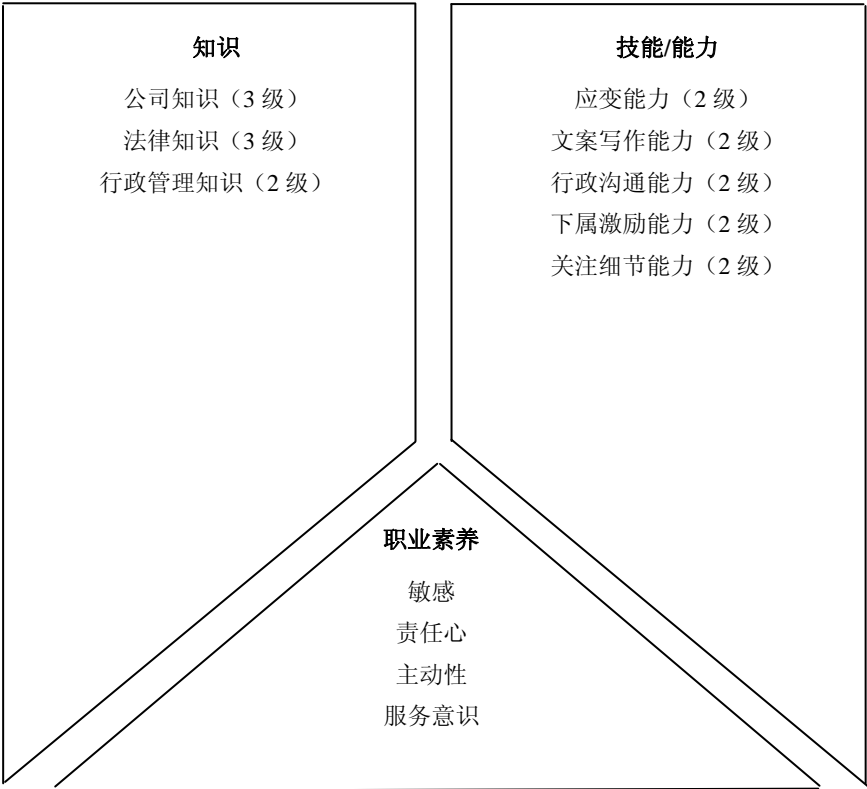 知识
公司知识（3 级）
法律知识（3 级）
行政管理知识（2 级）
技能/能力
应变能力（2 级）
文案写作能力（2 级）
行政沟通能力（2 级）
下属激励能力（2 级）
关注细节能力（2 级）
职业素养
敏感
责任心
主动性
服务意识